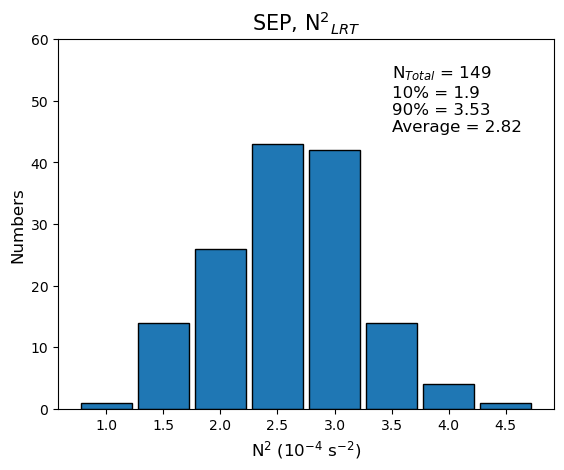 SEP, N²_LRT
60
N_Total = 149
10% = 1.9
90% = 3.53
Average = 2.82
50
40
30
20
10
0
Numbers
1.0 1.5 2.0 2.5 3.0 3.5 4.0 4.5
N² (10⁻⁴ s⁻²)